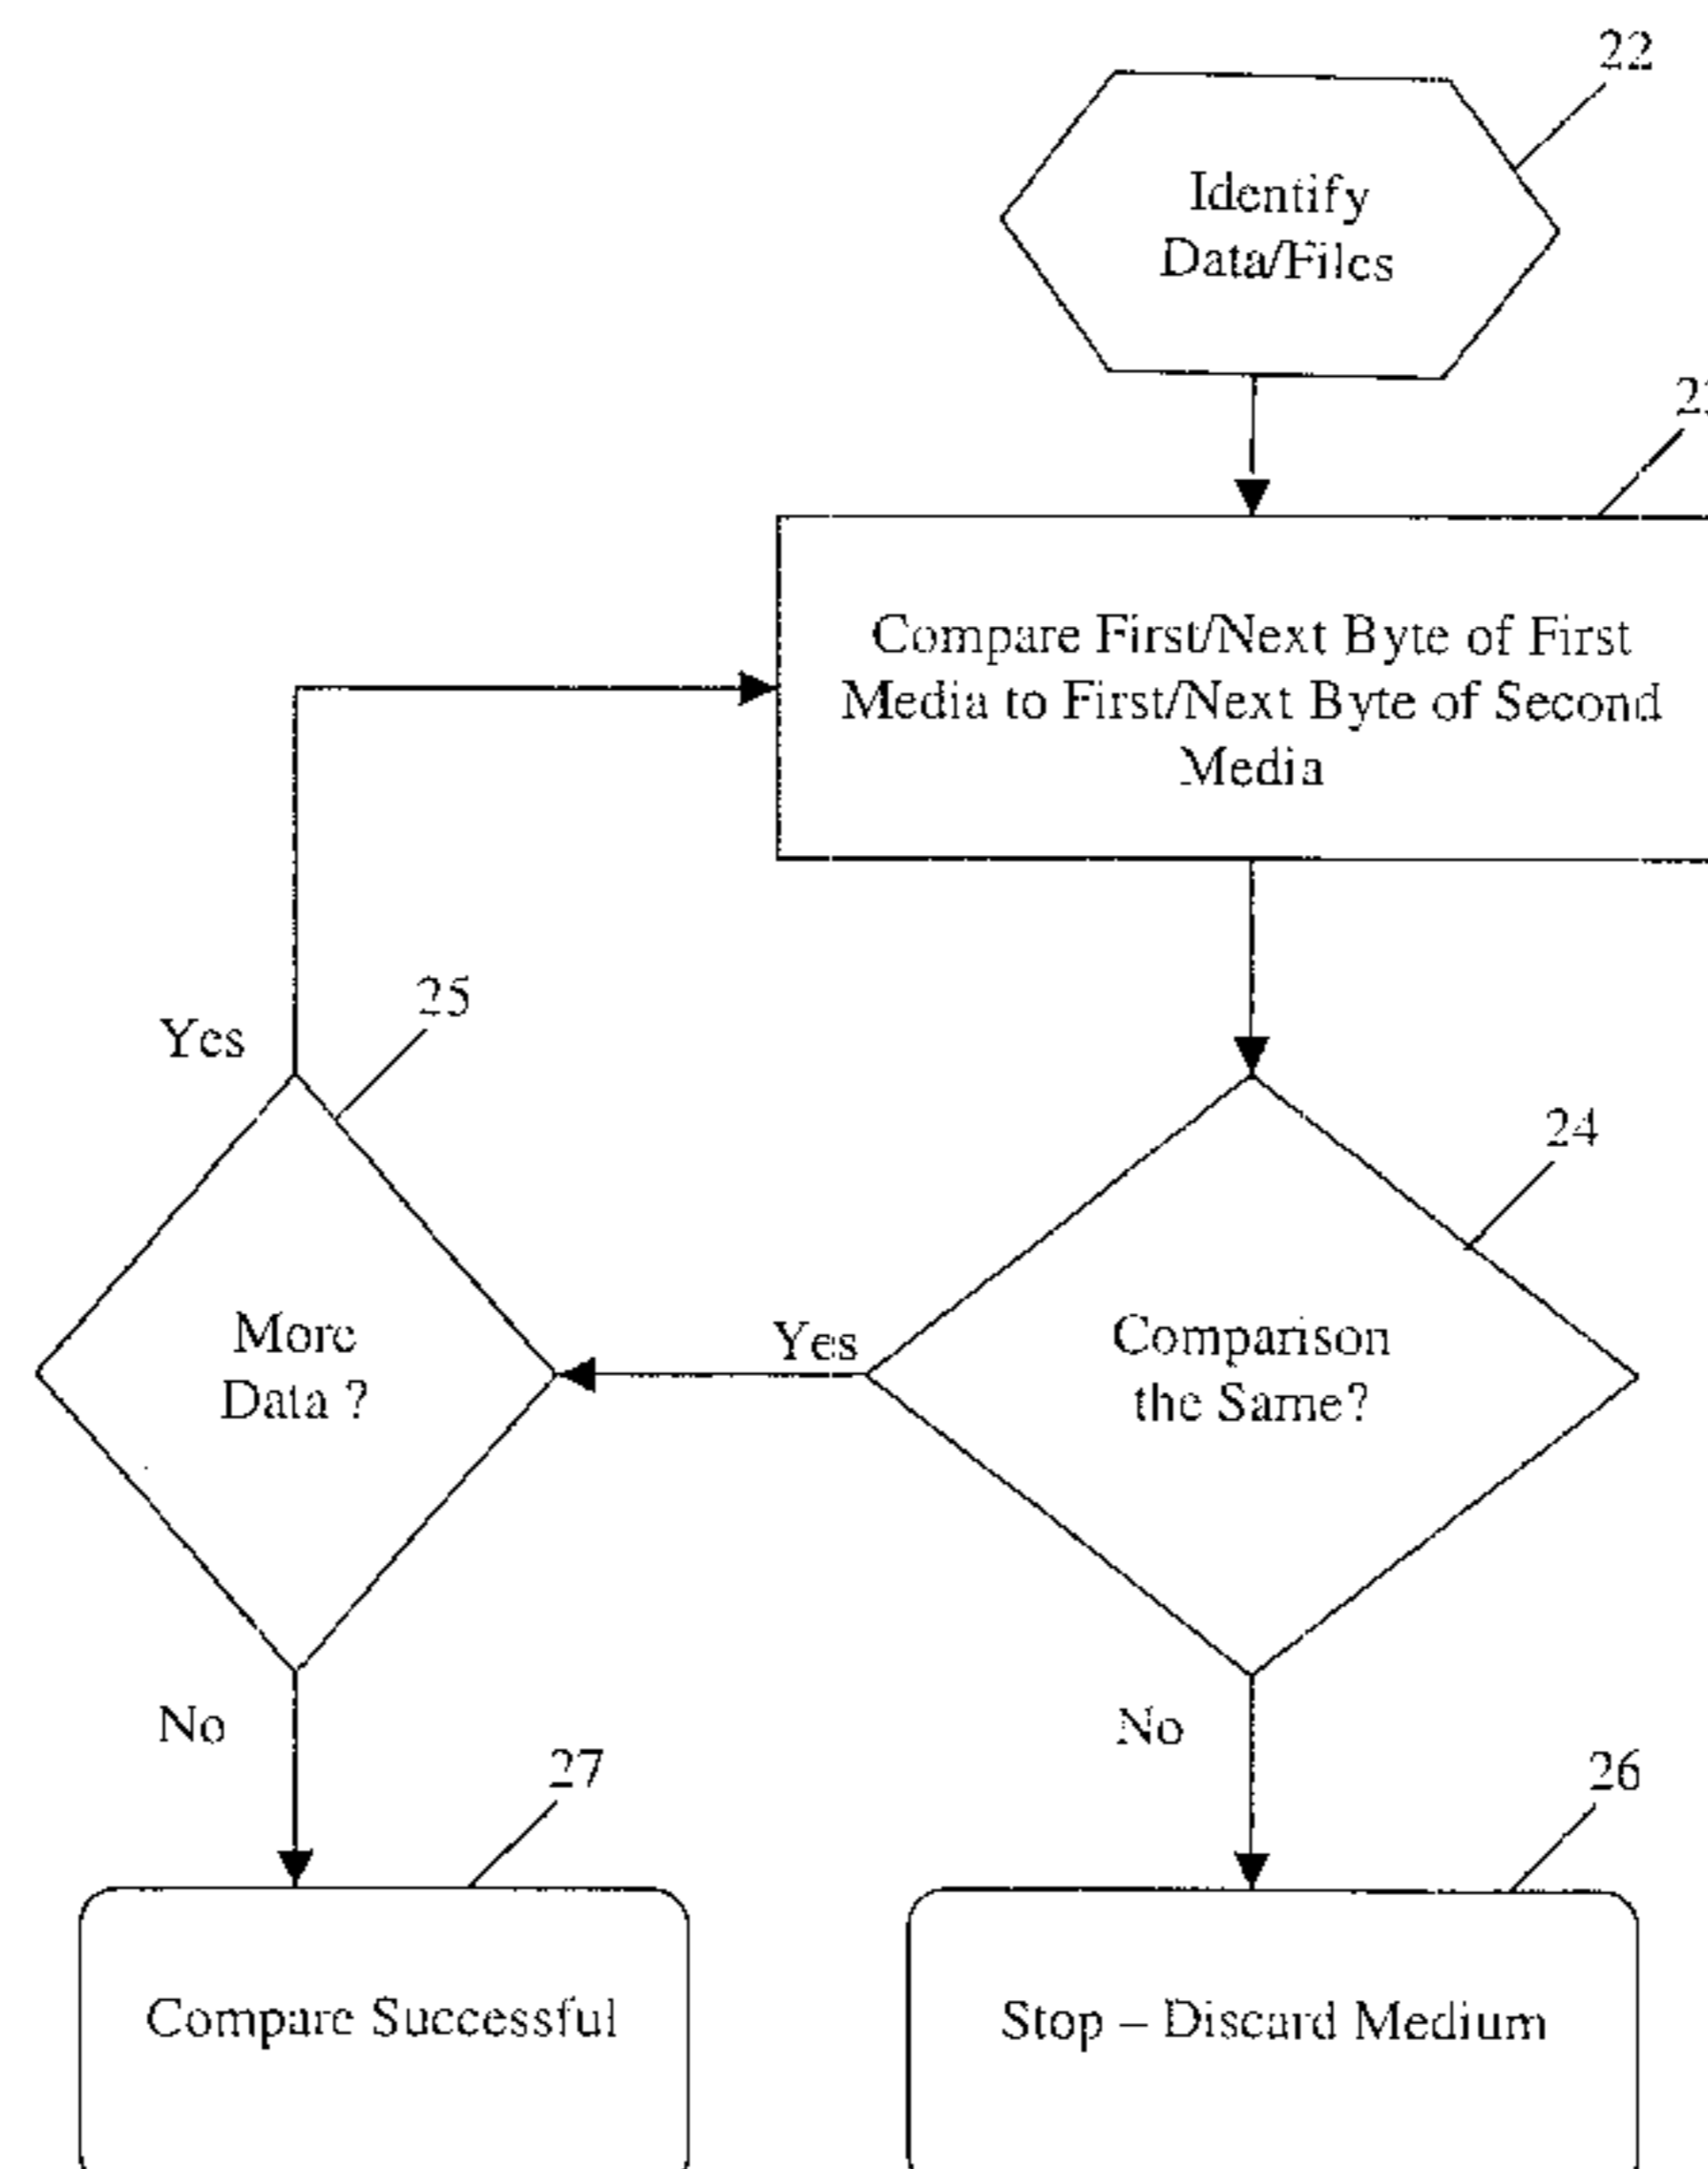 22
Identify
Data/Files
Compare First/Next Byte of First
Media to First/Next Byte of Second
Media
25
Yes
24
More
Data ?
Yes
Comparison
the Same?
No
No
27
26
Compare Successful
Stop – Discard Medium